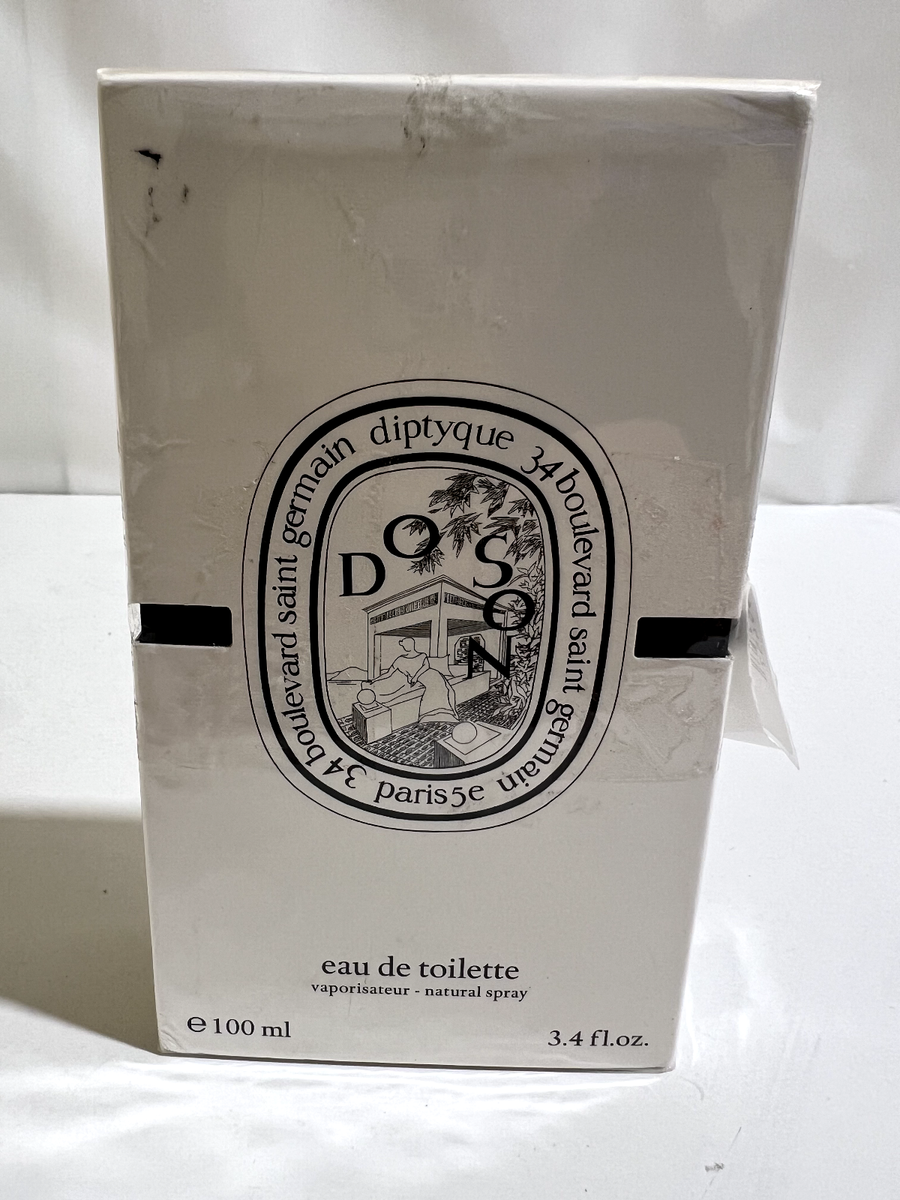 diptyque 34 boulevard saint germain paris5e 34 boulevard saint germain
DO SON
eau de toilette
vaporisateur - natural spray
℮ 100 ml
3.4 fl.oz.